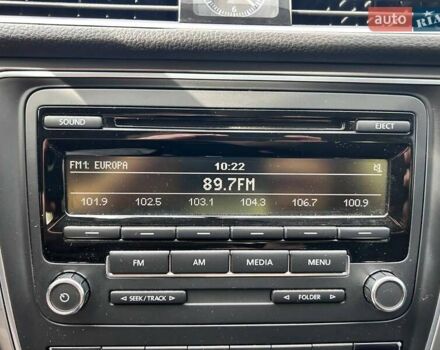 6
auto RIA
SOUND
EJECT
FM1: EUROPA 10:22
89.7FM
101.9 102.5 103.1 104.3 106.7 100.9
FM AM MEDIA MENU
< SEEK / TRACK > < FOLDER >